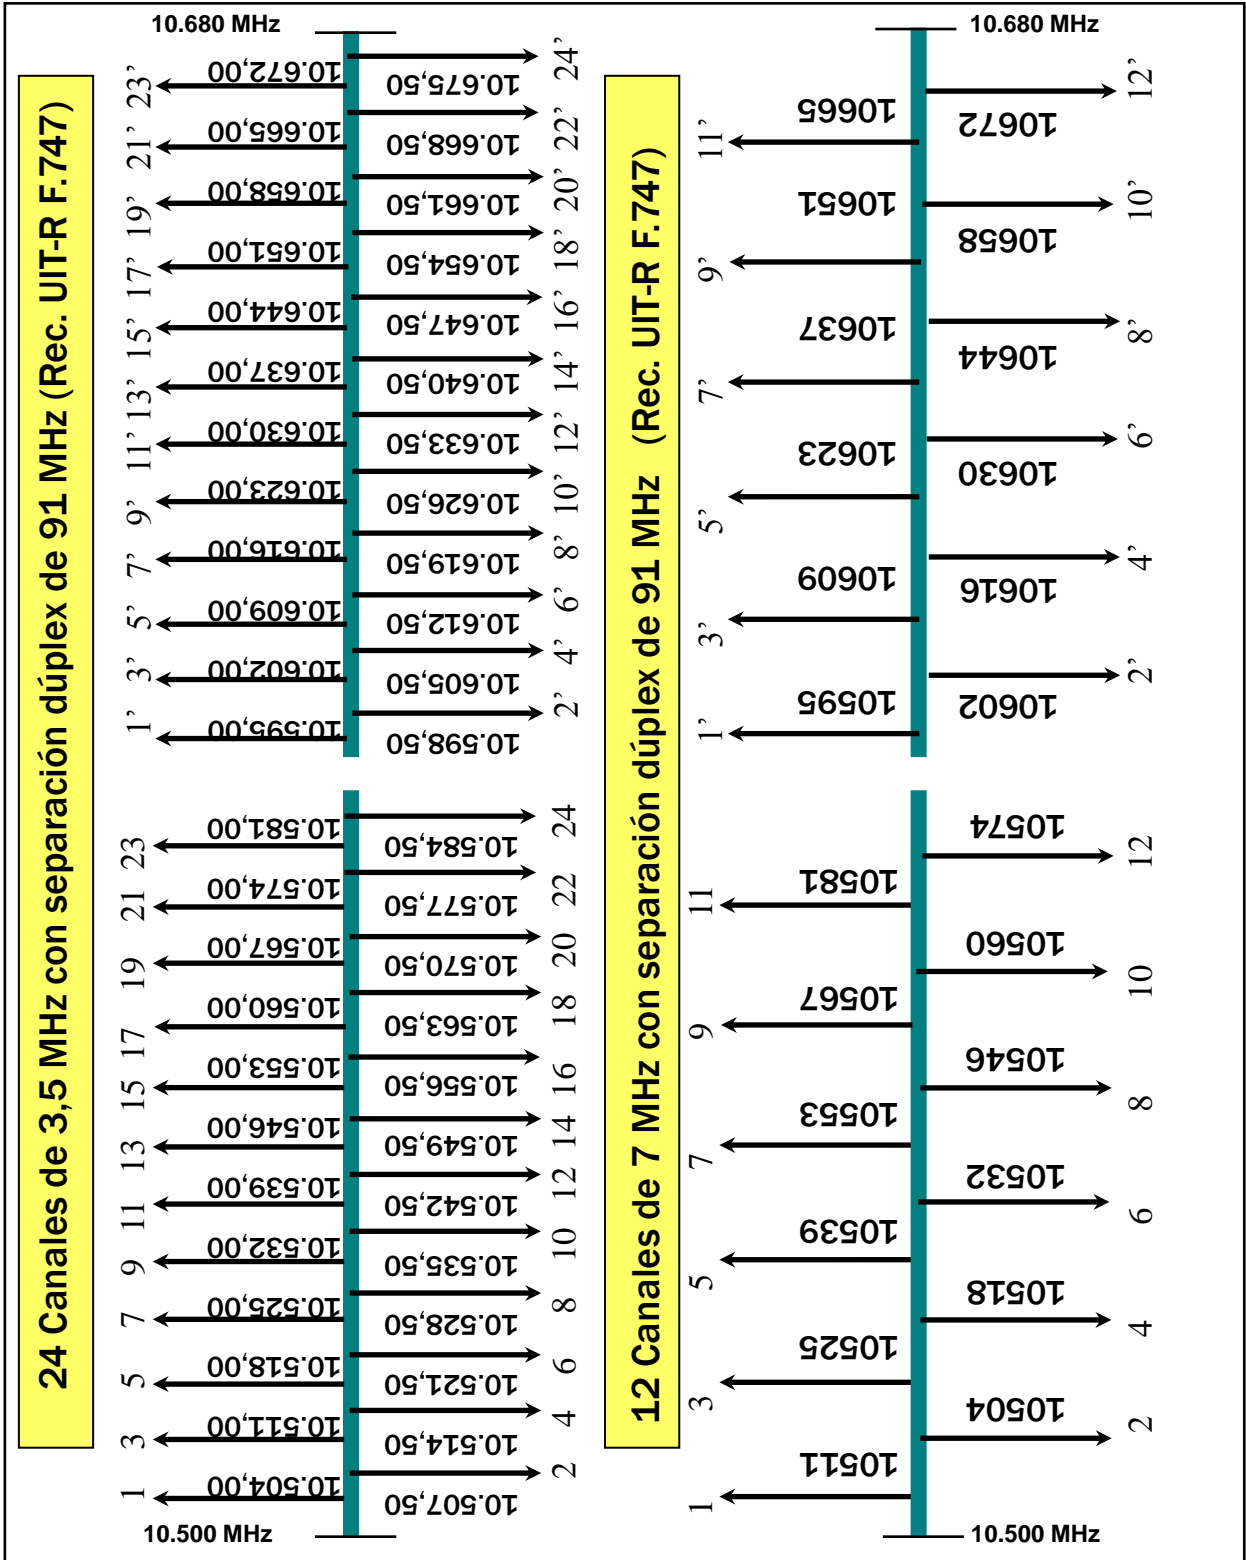 24 Canales de 3,5 MHz con separación dúplex de 91 MHz (Rec. UIT-R F.747)
10.500 MHz
10.680 MHz
1 3 5 7 9 11 13 15 17 19 21 23
10.504,00 10.511,00 10.518,00 10.525,00 10.532,00 10.539,00 10.546,00 10.553,00 10.560,00 10.567,00 10.574,00 10.581,00
1’ 3’ 5’ 7’ 9’ 11’ 13’ 15’ 17’ 19’ 21’ 23’
10.595,00 10.602,00 10.609,00 10.616,00 10.623,00 10.630,00 10.637,00 10.644,00 10.651,00 10.658,00 10.665,00 10.672,00
10.507,50 10.514,50 10.521,50 10.528,50 10.535,50 10.542,50 10.549,50 10.556,50 10.563,50 10.570,50 10.577,50 10.584,50
2 4 6 8 10 12 14 16 18 20 22 24
10.598,50 10.605,50 10.612,50 10.619,50 10.626,50 10.633,50 10.640,50 10.647,50 10.654,50 10.661,50 10.668,50 10.675,50
2’ 4’ 6’ 8’ 10’ 12’ 14’ 16’ 18’ 20’ 22’ 24’
12 Canales de 7 MHz con separación dúplex de 91 MHz (Rec. UIT-R F.747)
10.500 MHz
10.680 MHz
1 3 5 7 9 11
10511 10525 10539 10553 10567 10581
1’ 3’ 5’ 7’ 9’ 11’
10595 10609 10623 10637 10651 10665
10504 10518 10532 10546 10560 10574
2 4 6 8 10 12
10602 10616 10630 10644 10658 10672
2’ 4’ 6’ 8’ 10’ 12’